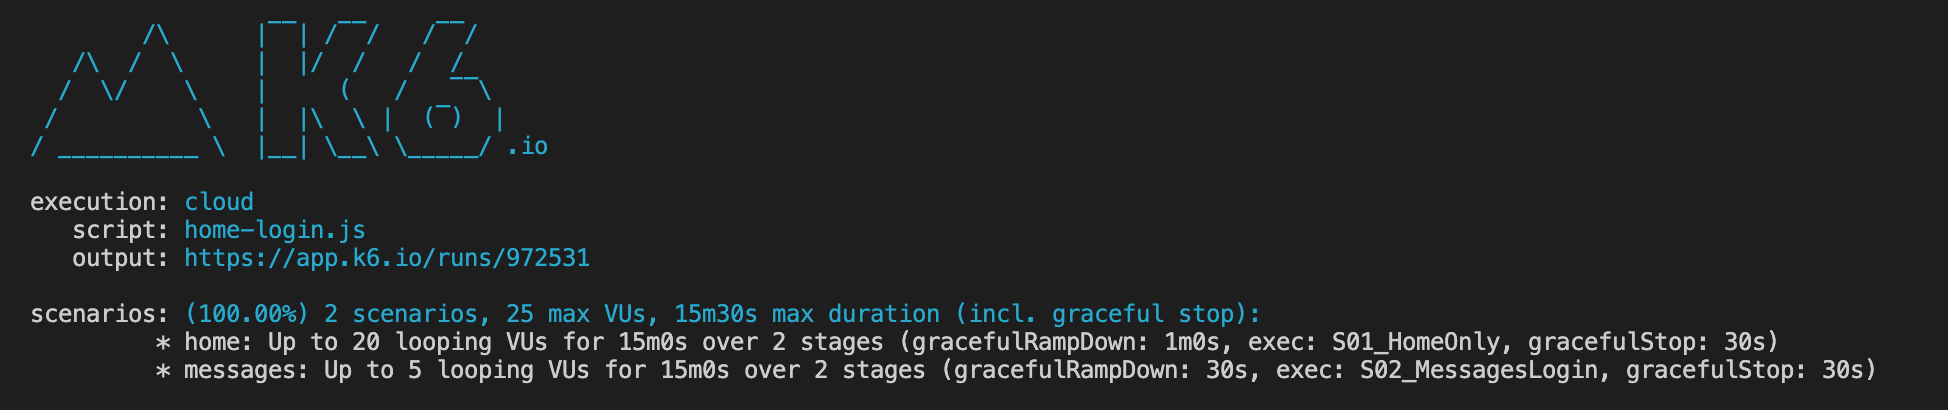 K6 .io
execution: cloud
script: home-login.js
output: https://app.k6.io/runs/972531
scenarios: (100.00%) 2 scenarios, 25 max VUs, 15m30s max duration (incl. graceful stop):
* home: Up to 20 looping VUs for 15m0s over 2 stages (gracefulRampDown: 1m0s, exec: S01_HomeOnly, gracefulStop: 30s)
* messages: Up to 5 looping VUs for 15m0s over 2 stages (gracefulRampDown: 30s, exec: S02_MessagesLogin, gracefulStop: 30s)